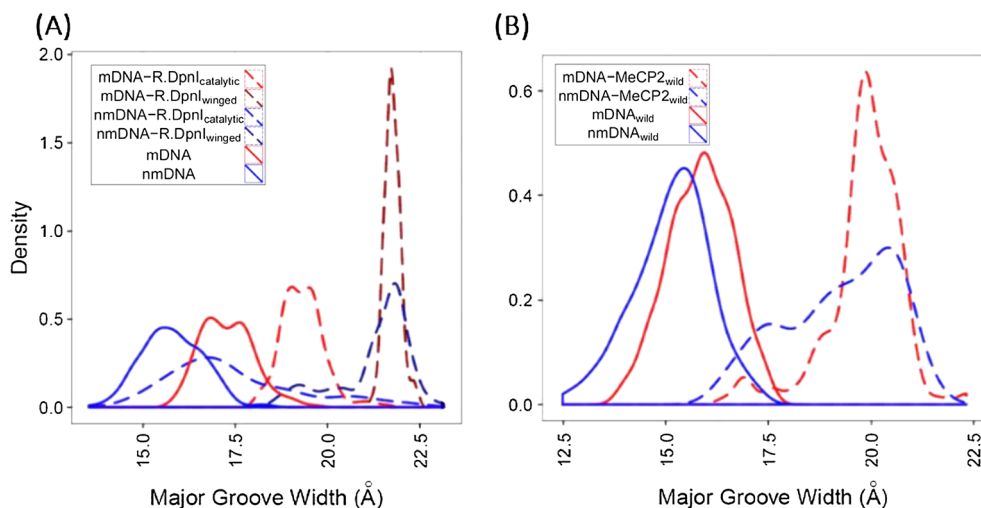 (A)
2.0
1.5
1.0
0.5
0.0
Density
mDNA-R.DpnIcatalytic
mDNA-R.DpnIwinged
nmDNA-R.DpnIcatalytic
nmDNA-R.DpnIwinged
mDNA
nmDNA
15.0
17.5
20.0
22.5
Major Groove Width (Å)
(B)
0.6
0.4
0.2
0.0
mDNA-MeCP2wild
nmDNA-MeCP2wild
mDNAwild
nmDNAwild
12.5
15.0
17.5
20.0
22.5
Major Groove Width (Å)